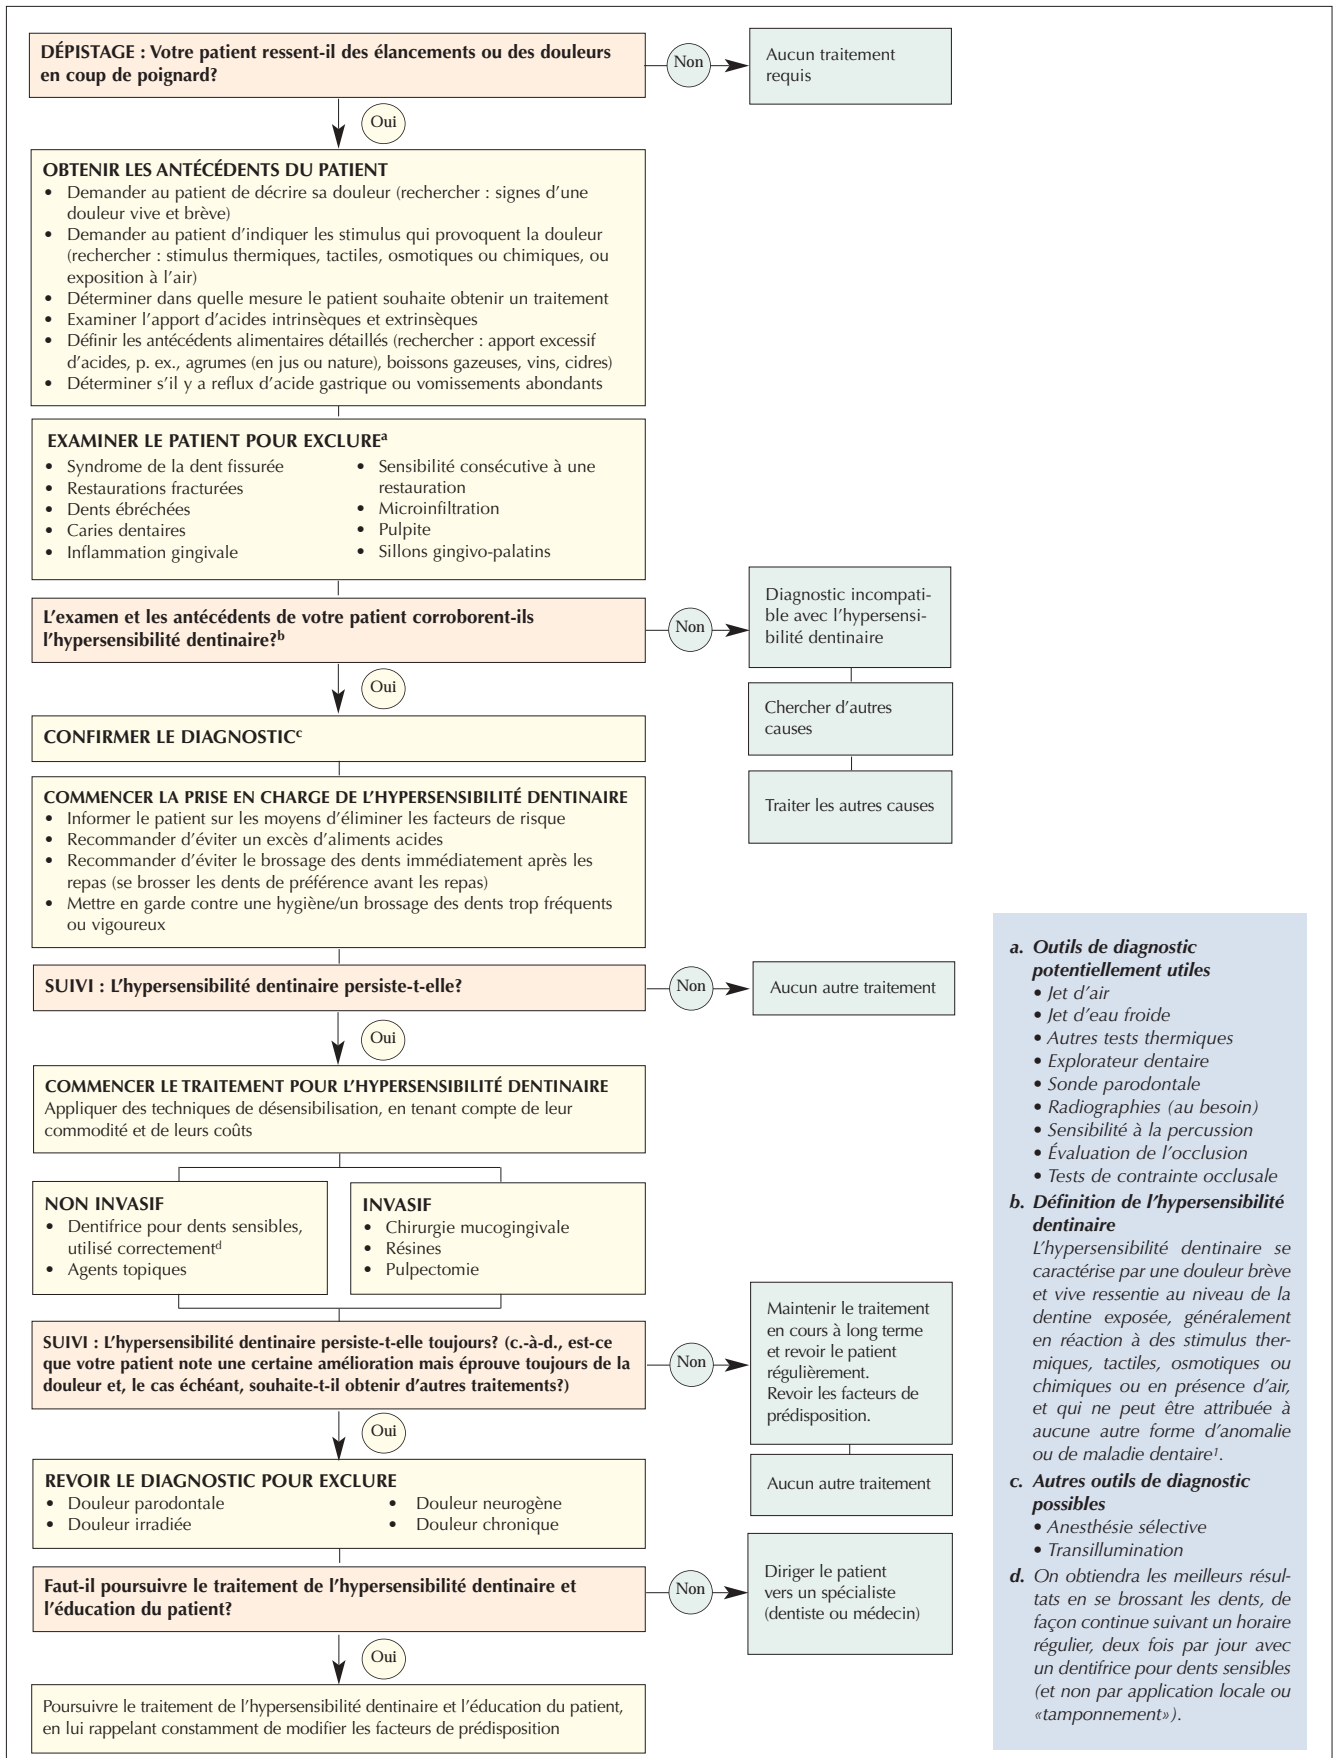 DÉPISTAGE : Votre patient ressent-il des élancements ou des douleurs
en coup de poignard?
Non
Aucun traitement
requis
Oui
OBTENIR LES ANTÉCÉDENTS DU PATIENT
• Demander au patient de décrire sa douleur (rechercher : signes d'une
douleur vive et brève)
• Demander au patient d'indiquer les stimulus qui provoquent la douleur
(rechercher : stimulus thermiques, tactiles, osmotiques ou chimiques, ou
exposition à l'air)
• Déterminer dans quelle mesure le patient souhaite obtenir un traitement
• Examiner l'apport d'acides intrinsèques et extrinsèques
• Définir les antécédents alimentaires détaillés (rechercher : apport excessif
d'acides, p. ex., agrumes (en jus ou nature), boissons gazeuses, vins, cidres)
• Déterminer s'il y a reflux d'acide gastrique ou vomissements abondants
EXAMINER LE PATIENT POUR EXCLUREᵃ
• Syndrome de la dent fissurée
• Restaurations fracturées
• Dents ébréchées
• Caries dentaires
• Inflammation gingivale
• Sensibilité consécutive à une
restauration
• Microinfiltration
• Pulpite
• Sillons gingivo-palatins
L'examen et les antécédents de votre patient corroborent-ils
l'hypersensibilité dentinaire?ᵇ
Non
Diagnostic incompati-
ble avec l'hypersensi-
bilité dentinaire
Chercher d'autres
causes
Traiter les autres causes
Oui
CONFIRMER LE DIAGNOSTICᶜ
COMMENCER LA PRISE EN CHARGE DE L'HYPERSENSIBILITÉ DENTINAIRE
• Informer le patient sur les moyens d'éliminer les facteurs de risque
• Recommander d'éviter un excès d'aliments acides
• Recommander d'éviter le brossage des dents immédiatement après les
repas (se brosser les dents de préférence avant les repas)
• Mettre en garde contre une hygiène/un brossage des dents trop fréquents
ou vigoureux
SUIVI : L'hypersensibilité dentinaire persiste-t-elle?
Non
Aucun autre traitement
Oui
COMMENCER LE TRAITEMENT POUR L'HYPERSENSIBILITÉ DENTINAIRE
Appliquer des techniques de désensibilisation, en tenant compte de leur
commodité et de leurs coûts
NON INVASIF
• Dentifrice pour dents sensibles,
utilisé correctementᵈ
• Agents topiques
INVASIF
• Chirurgie mucogingivale
• Résines
• Pulpectomie
SUIVI : L'hypersensibilité dentinaire persiste-t-elle toujours? (c.-à-d., est-ce
que votre patient note une certaine amélioration mais éprouve toujours de la
douleur et, le cas échéant, souhaite-t-il obtenir d'autres traitements?)
Non
Maintenir le traitement
en cours à long terme
et revoir le patient
régulièrement.
Revoir les facteurs de
prédisposition.
Aucun autre traitement
Oui
REVOIR LE DIAGNOSTIC POUR EXCLURE
• Douleur parodontale
• Douleur irradiée
• Douleur neurogène
• Douleur chronique
Faut-il poursuivre le traitement de l'hypersensibilité dentinaire et
l'éducation du patient?
Non
Diriger le patient
vers un spécialiste
(dentiste ou médecin)
Oui
Poursuivre le traitement de l'hypersensibilité dentinaire et l'éducation du patient,
en lui rappelant constamment de modifier les facteurs de prédisposition
a. Outils de diagnostic
potentiellement utiles
• Jet d'air
• Jet d'eau froide
• Autres tests thermiques
• Explorateur dentaire
• Sonde parodontale
• Radiographies (au besoin)
• Sensibilité à la percussion
• Évaluation de l'occlusion
• Tests de contrainte occlusale
b. Définition de l'hypersensibilité
dentinaire
L'hypersensibilité dentinaire se
caractérise par une douleur brève
et vive ressentie au niveau de la
dentine exposée, généralement
en réaction à des stimulus ther-
miques, tactiles, osmotiques ou
chimiques ou en présence d'air,
et qui ne peut être attribuée à
aucune autre forme d'anomalie
ou de maladie dentaire¹.
c. Autres outils de diagnostic
possibles
• Anesthésie sélective
• Transillumination
d. On obtiendra les meilleurs résul-
tats en se brossant les dents, de
façon continue suivant un horaire
régulier, deux fois par jour avec
un dentifrice pour dents sensibles
(et non par application locale ou
«tamponnement»).